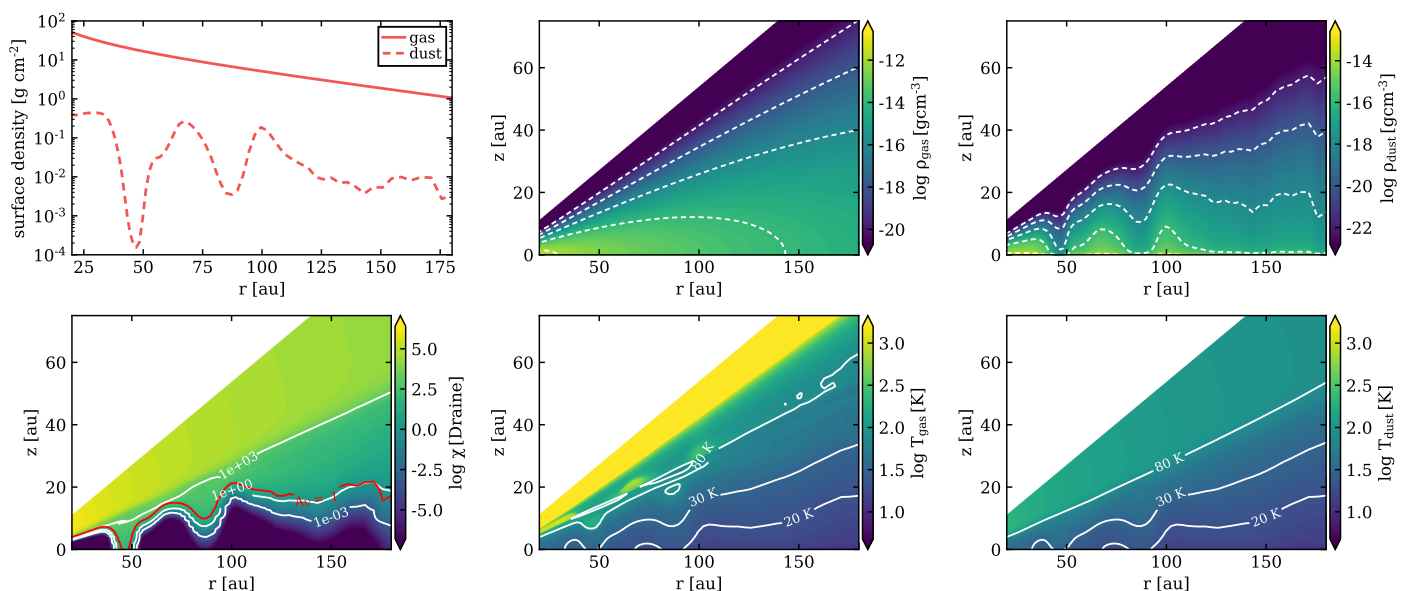 surface density [g cm⁻²]
10²
10¹
10⁰
10⁻¹
10⁻²
10⁻³
10⁻⁴
gas
dust
25 50 75 100 125 150 175
r [au]
z [au]
60
40
20
0
50 100 150
r [au]
-12
-14
-16
-18
-20
log ρgas [gcm⁻³]
z [au]
60
40
20
0
50 100 150
r [au]
-14
-16
-18
-20
-22
log ρdust [gcm⁻³]
z [au]
60
40
20
0
1e+03
1e+00
1e-03
50 100 150
r [au]
5.0
2.5
0.0
-2.5
-5.0
log χ [Draine]
z [au]
60
40
20
0
80 K
30 K
20 K
50 100 150
r [au]
3.0
2.5
2.0
1.5
1.0
log Tgas [K]
z [au]
60
40
20
0
80 K
30 K
20 K
50 100 150
r [au]
3.0
2.5
2.0
1.5
1.0
log Tdust [K]